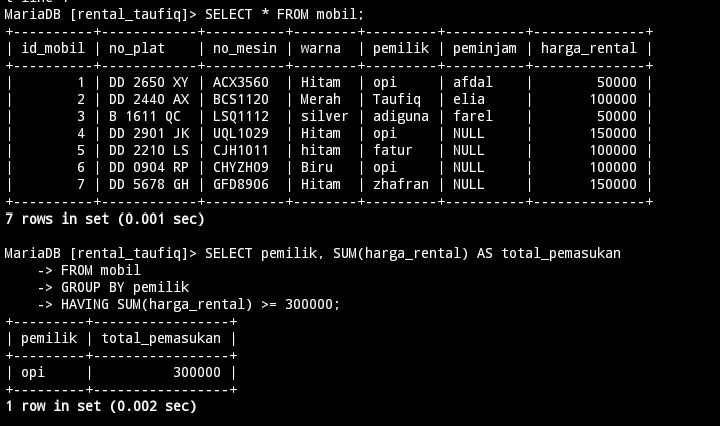 MariaDB [rental_taufiq]> SELECT * FROM mobil;
+----------+------------+----------+--------+---------+----------+--------------+
| id_mobil | no_plat    | no_mesin | warna  | pemilik | peminjam | harga_rental |
+----------+------------+----------+--------+---------+----------+--------------+
|        1 | DD 2650 XY | ACX3560  | Hitam  | opi     | afdal    |        50000 |
|        2 | DD 2440 AX | BCS1120  | Merah  | Taufiq  | elia     |       100000 |
|        3 | B 1611 QC  | LSQ1112  | silver | adiguna | farel    |        50000 |
|        4 | DD 2901 JK | UQL1029  | Hitam  | opi     | NULL     |       150000 |
|        5 | DD 2210 LS | CJH1011  | hitam  | fatur   | NULL     |       100000 |
|        6 | DD 0904 RP | CHYZH09  | Biru   | opi     | NULL     |       100000 |
|        7 | DD 5678 GH | GFD8906  | Hitam  | zhafran | NULL     |       150000 |
+----------+------------+----------+--------+---------+----------+--------------+
7 rows in set (0.001 sec)
MariaDB [rental_taufiq]> SELECT pemilik, SUM(harga_rental) AS total_pemasukan
    -> FROM mobil
    -> GROUP BY pemilik
    -> HAVING SUM(harga_rental) >= 300000;
+---------+-----------------+
| pemilik | total_pemasukan |
+---------+-----------------+
| opi     |          300000 |
+---------+-----------------+
1 row in set (0.002 sec)